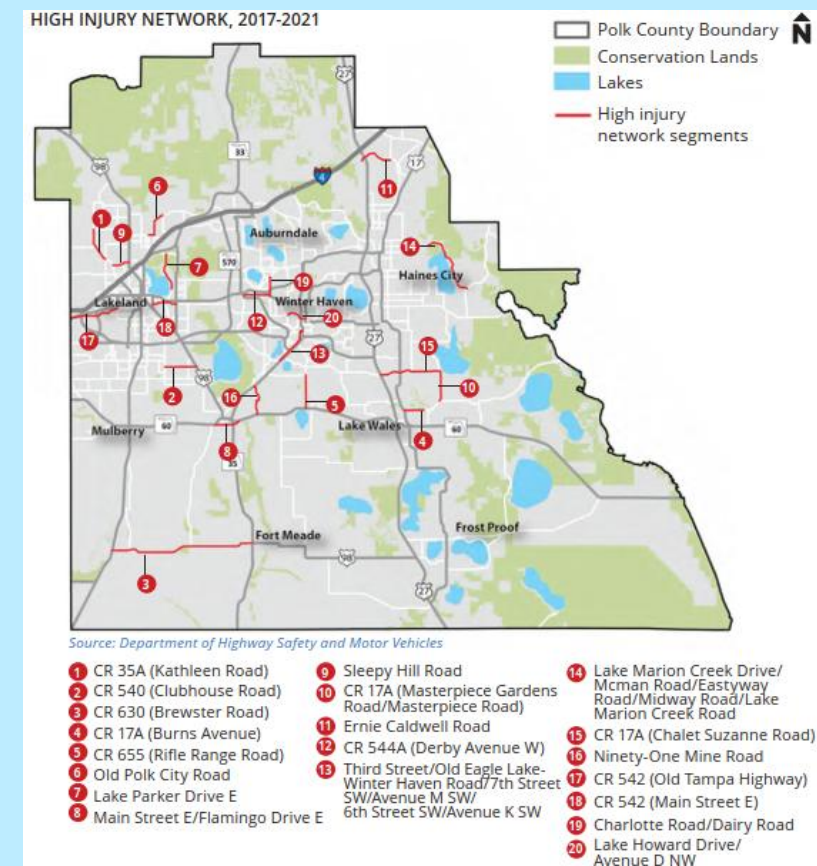 HIGH INJURY NETWORK, 2017-2021
Polk County Boundary
N
Conservation Lands
Lakes
High injury
network segments
27
98
33
4
17
6
11
1
9
Auburndale
14
7
570
Haines City
19
Lakeland
Winter Haven
12
20
18
17
27
15
13
98
2
16
10
5
Mulberry
60
Lake Wales
60
8
4
35
Fort Meade
Frost Proof
98
3
27
Source: Department of Highway Safety and Motor Vehicles
1 CR 35A (Kathleen Road)
2 CR 540 (Clubhouse Road)
3 CR 630 (Brewster Road)
4 CR 17A (Burns Avenue)
5 CR 655 (Rifle Range Road)
6 Old Polk City Road
7 Lake Parker Drive E
8 Main Street E/Flamingo Drive E
9 Sleepy Hill Road
10 CR 17A (Masterpiece Gardens
Road/Masterpiece Road)
11 Ernie Caldwell Road
12 CR 544A (Derby Avenue W)
13 Third Street/Old Eagle Lake-
Winter Haven Road/7th Street
SW/Avenue M SW/
6th Street SW/Avenue K SW
14 Lake Marion Creek Drive/
Mcman Road/Eastyway
Road/Midway Road/Lake
Marion Creek Road
15 CR 17A (Chalet Suzanne Road)
16 Ninety-One Mine Road
17 CR 542 (Old Tampa Highway)
18 CR 542 (Main Street E)
19 Charlotte Road/Dairy Road
20 Lake Howard Drive/
Avenue D NW